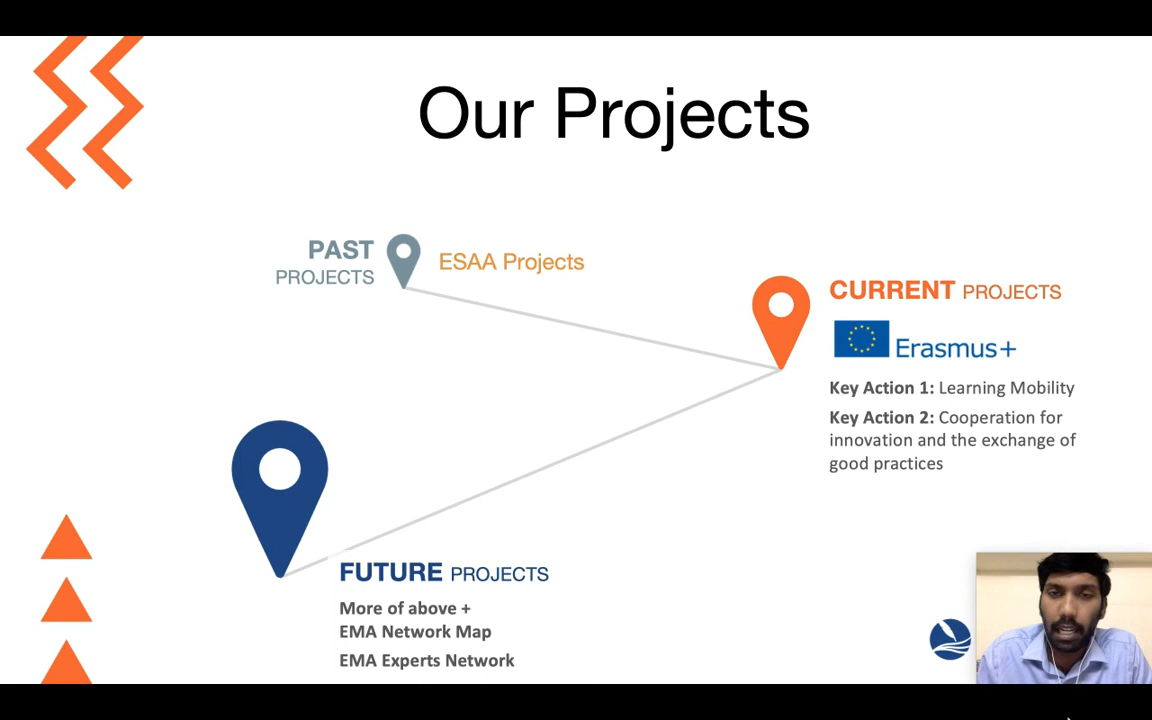 Our Projects
PAST
PROJECTS
ESAA Projects
CURRENT PROJECTS
Erasmus+
Key Action 1: Learning Mobility
Key Action 2: Cooperation for
innovation and the exchange of
good practices
FUTURE PROJECTS
More of above +
EMA Network Map
EMA Experts Network